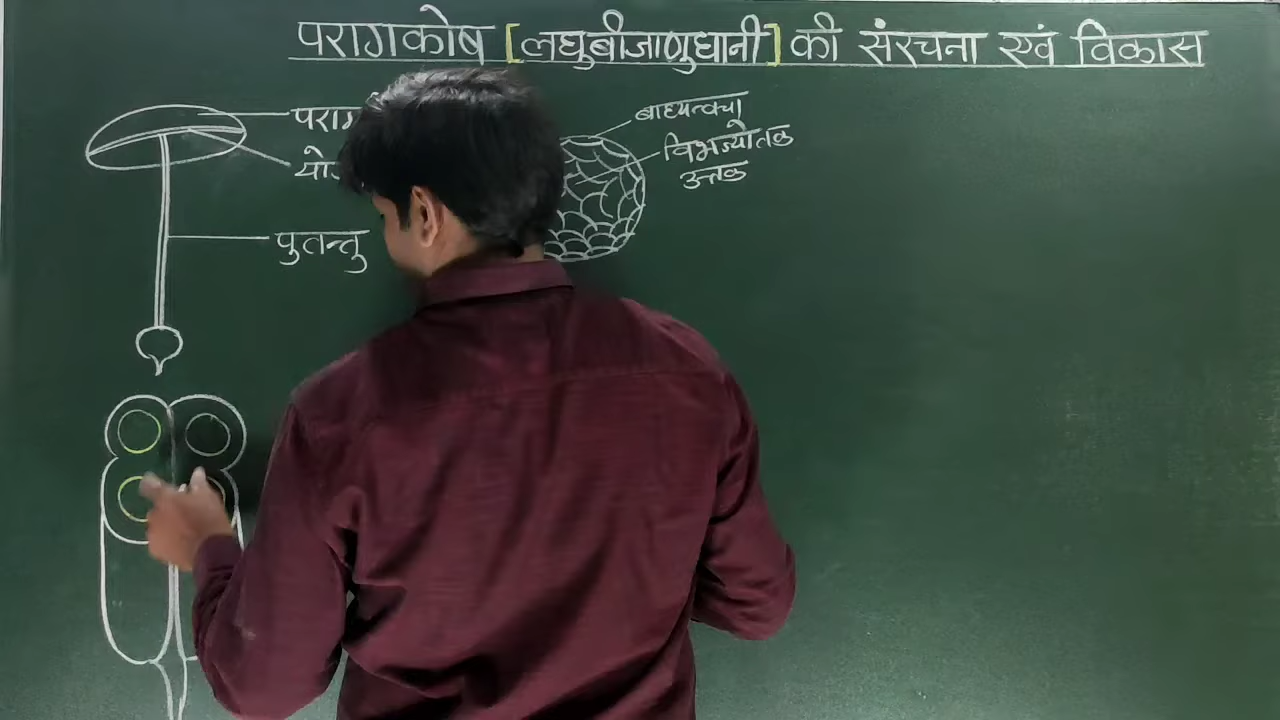 परागकोष [लघुबीजाणुधानी] की संरचना एवं विकास
बाह्यत्वचा
विभज्योतक
उत्तक
पुतन्तु